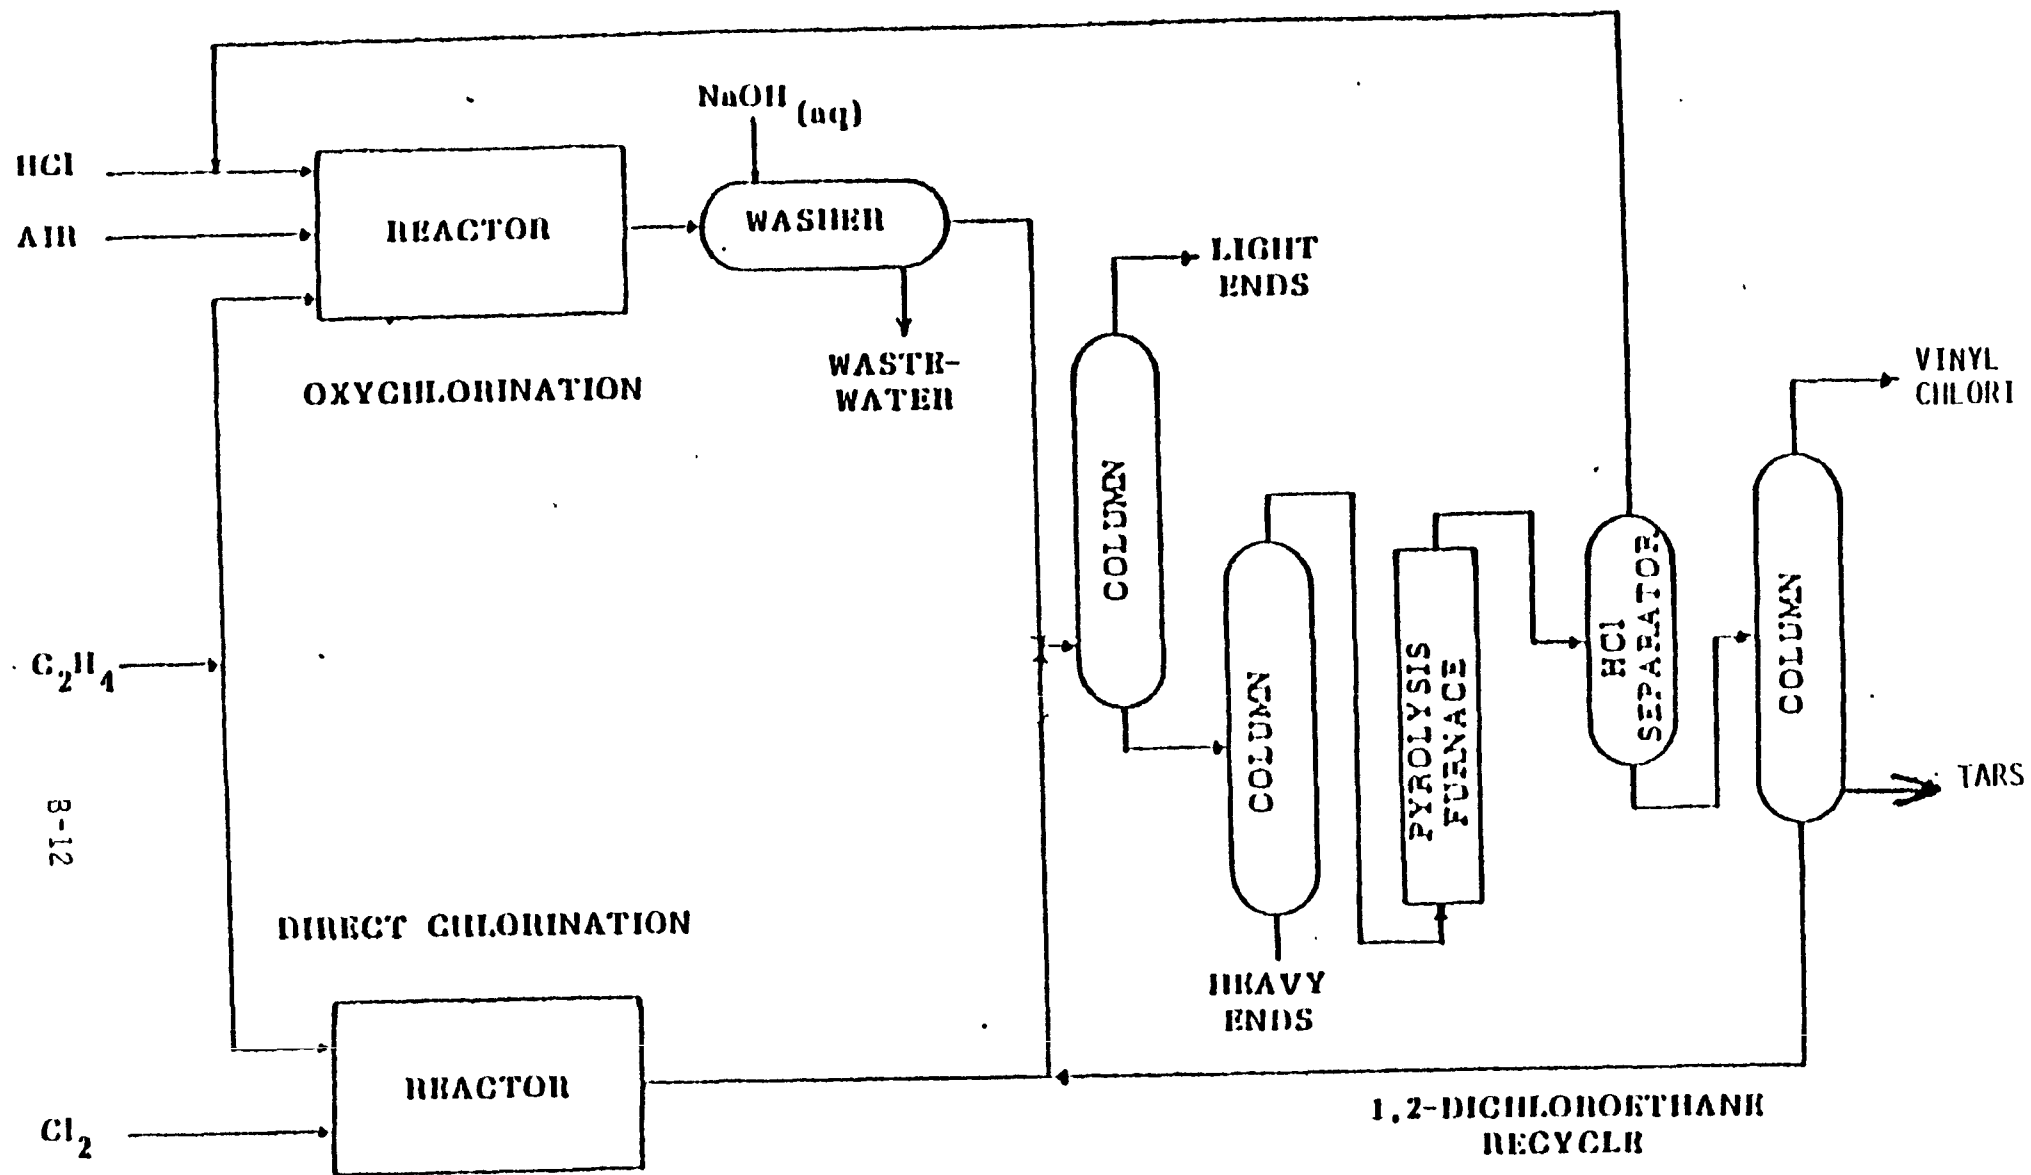 NaOH (aq)
HCl
AIR
REACTOR
WASHER
LIGHT
ENDS
WASTE-
WATER
OXYCHLORINATION
VINYL
CHLORI
COLUMN
COLUMN
PYROLYSIS
FURNACE
HCl
SEPARATOR
COLUMN
C2H4
TARS
B-12
DIRECT CHLORINATION
HEAVY
ENDS
REACTOR
Cl2
1,2-DICHLOROETHANE
RECYCLE